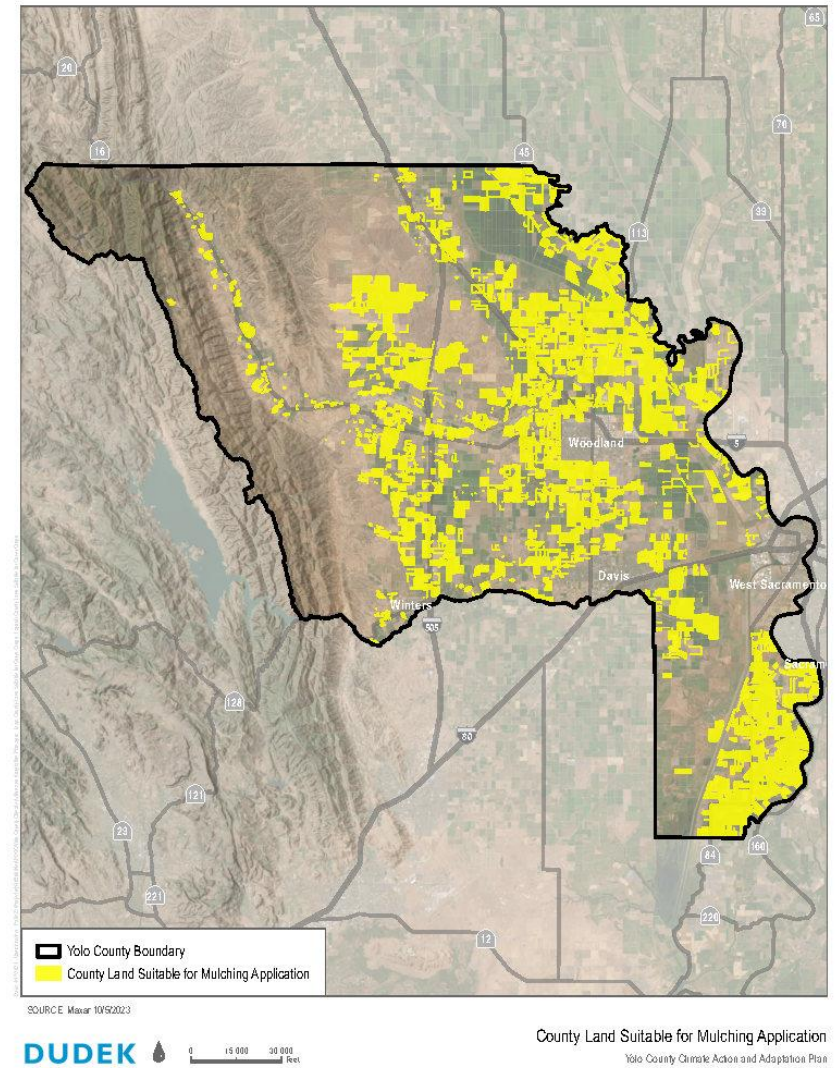 65
20
70
16
45
99
113
Woodland
5
Davis
West Sacramento
Winters
505
Sacram
128
80
121
29
84
160
221
220
12
Yolo County Boundary
County Land Suitable for Mulching Application
SOURCE: Maxar 10/5/2023
DUDEK
0 15,000 30,000
Feet
County Land Suitable for Mulching Application
Yolo County Climate Action and Adaptation Plan